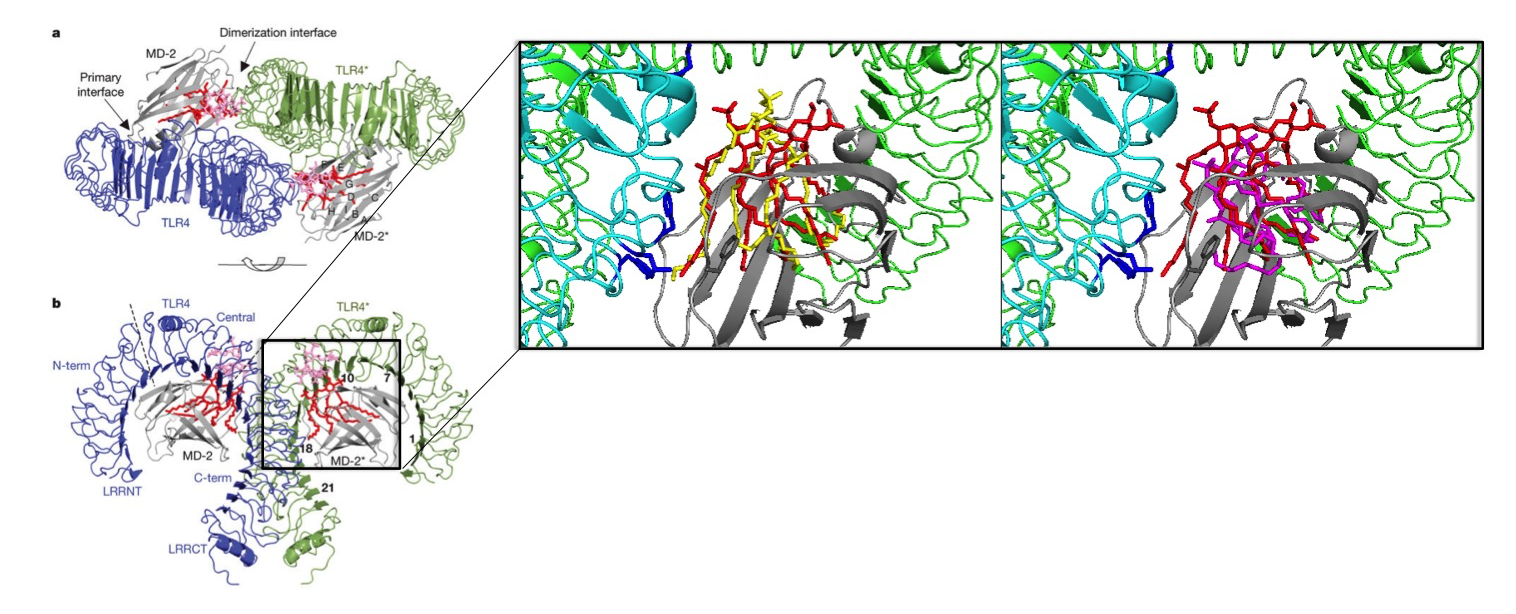 a
Dimerization interface
MD-2
TLR4*
Primary
interface
E
G
D
C
H I B A
TLR4
MD-2*
b
TLR4
TLR4*
Central
N-term
10
7
1
18
MD-2
MD-2*
C-term
21
LRRNT
LRRCT